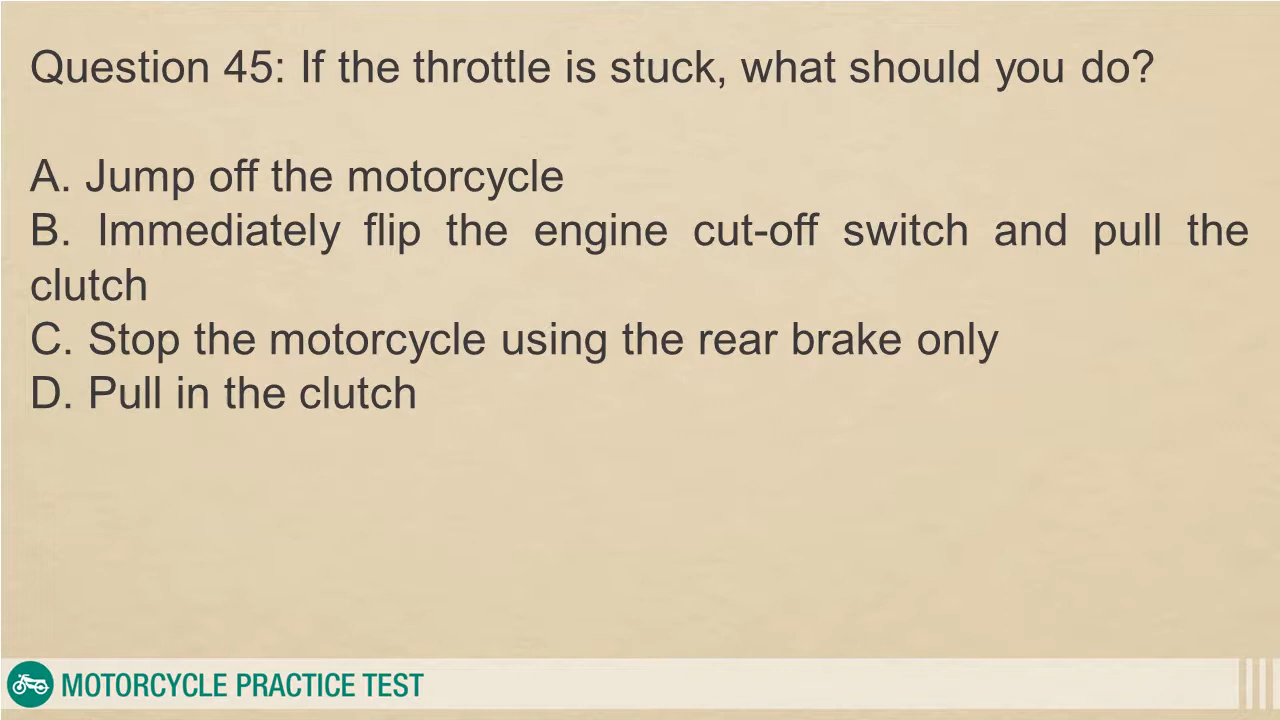 Question 45: If the throttle is stuck, what should you do?
A. Jump off the motorcycle
B. Immediately flip the engine cut-off switch and pull the
clutch
C. Stop the motorcycle using the rear brake only
D. Pull in the clutch
MOTORCYCLE PRACTICE TEST